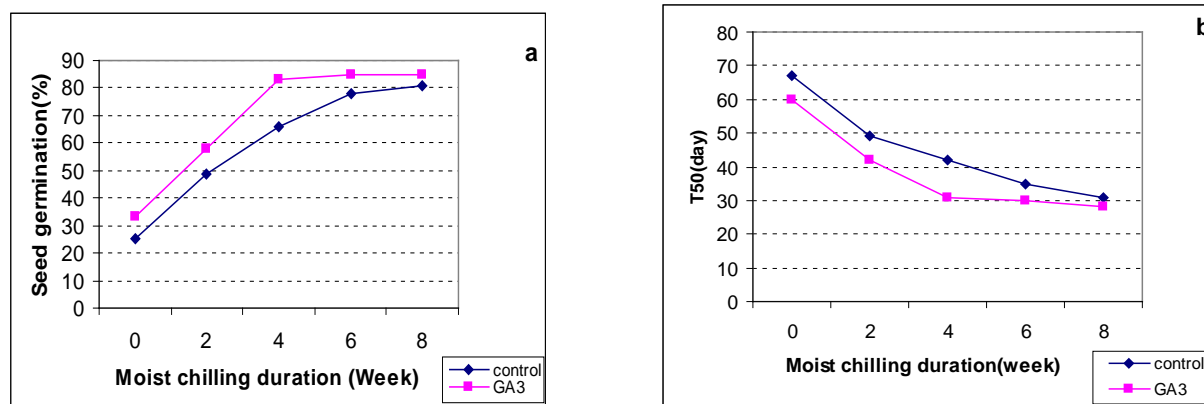 a
90
80
70
60
50
40
30
20
10
0
Seed germination(%)
0 2 4 6 8
Moist chilling duration (Week)
control
GA3
b
80
70
60
50
40
30
20
10
0
T50(day)
0 2 4 6 8
Moist chilling duration(week)
control
GA3